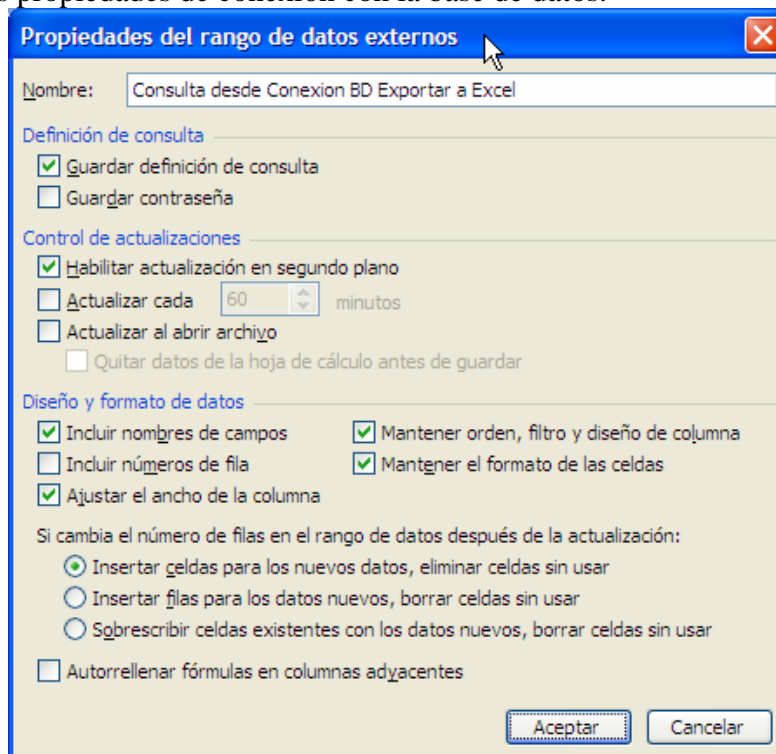 propiedades de conexión con la base de datos.
Propiedades del rango de datos externos
Nombre: Consulta desde Conexion BD Exportar a Excel
Definición de consulta
Guardar definición de consulta
Guardar contraseña
Control de actualizaciones
Habilitar actualización en segundo plano
Actualizar cada 60 minutos
Actualizar al abrir archivo
Quitar datos de la hoja de cálculo antes de guardar
Diseño y formato de datos
Incluir nombres de campos Mantener orden, filtro y diseño de columna
Incluir números de fila Mantener el formato de las celdas
Ajustar el ancho de la columna
Si cambia el número de filas en el rango de datos después de la actualización:
Insertar celdas para los nuevos datos, eliminar celdas sin usar
Insertar filas para los datos nuevos, borrar celdas sin usar
Sobrescribir celdas existentes con los datos nuevos, borrar celdas sin usar
Autorrellenar fórmulas en columnas adyacentes
Aceptar Cancelar